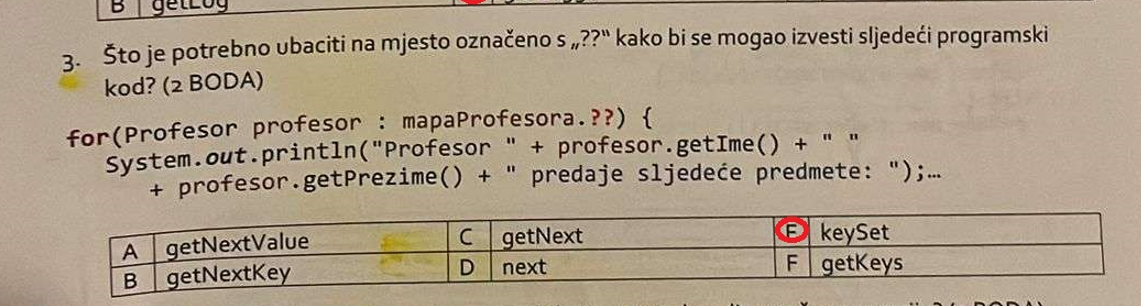 B getLog
3. Što je potrebno ubaciti na mjesto označeno s „??“ kako bi se mogao izvesti sljedeći programski
kod? (2 BODA)
for(Profesor profesor : mapaProfesora.??) {
System.out.println("Profesor " + profesor.getIme() + " "
+ profesor.getPrezime() + " predaje sljedeće predmete: ");…
A getNextValue C getNext E keySet
B getNextKey D next F getKeys